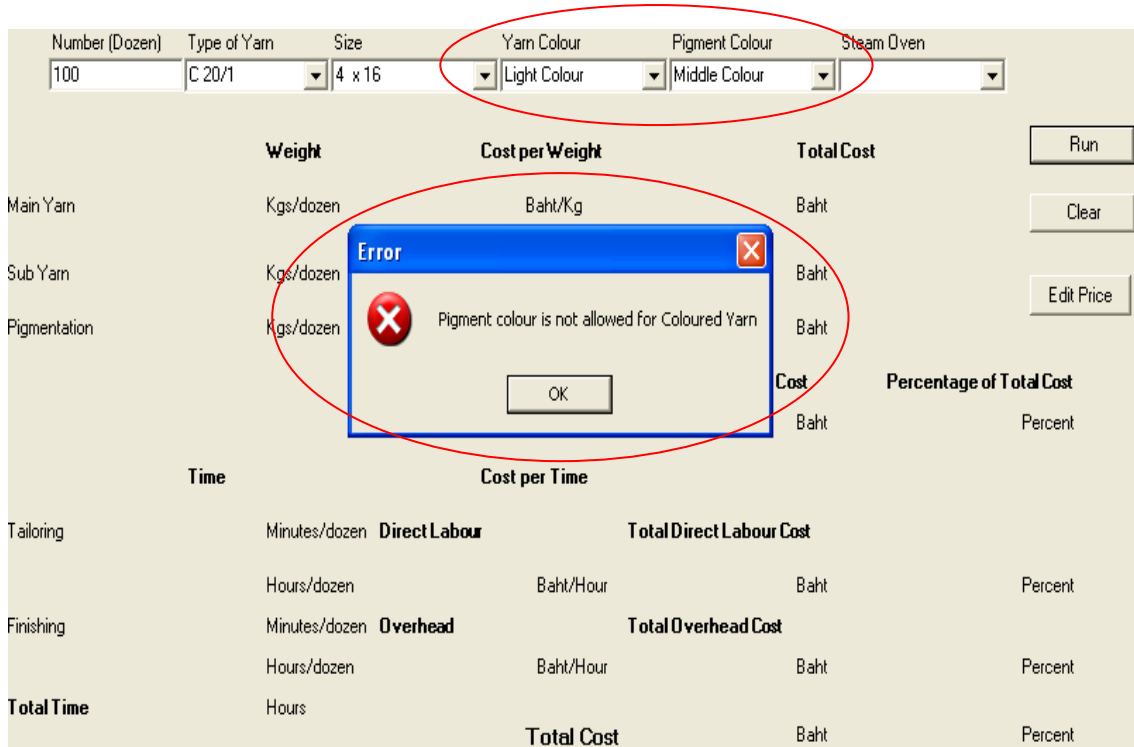 Number (Dozen) Type of Yarn Size Yarn Colour Pigment Colour Steam Oven
100 C 20/1 4 x 16 Light Colour Middle Colour
Weight Cost per Weight Total Cost Run
Main Yarn Kgs/dozen Baht/Kg Baht Clear
Error
Sub Yarn Kgs/dozen Baht
Edit Price
Pigmentation Kgs/dozen Pigment colour is not allowed for Coloured Yarn Baht
OK Cost Percentage of Total Cost
Baht Percent
Time Cost per Time
Tailoring Minutes/dozen Direct Labour Total Direct Labour Cost
Hours/dozen Baht/Hour Baht Percent
Finishing Minutes/dozen Overhead Total Overhead Cost
Hours/dozen Baht/Hour Baht Percent
Total Time Hours
Total Cost Baht Percent